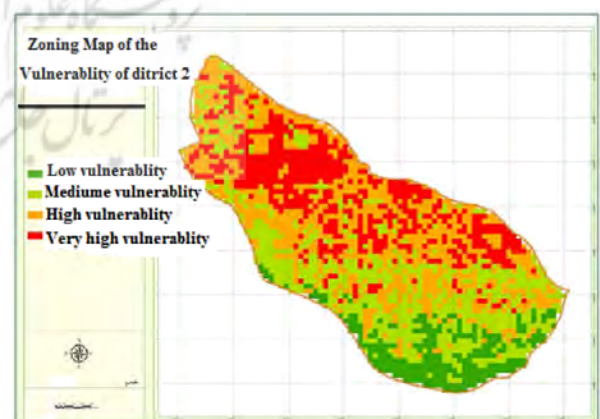 Zoning Map of the
Vulnerablity of ditrict 2
Low vulnerablity
Mediume vulnerablity
High vulnerablity
Very high vulnerablity